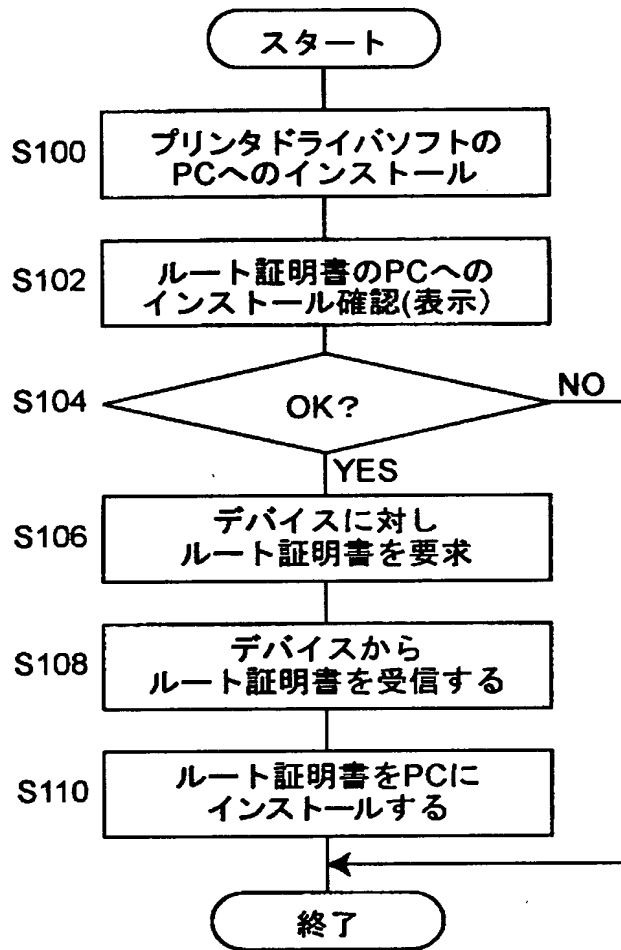 スタート
S100
プリンタドライバソフトの
PCへのインストール
S102
ルート証明書のPCへの
インストール確認(表示)
S104
OK?
NO
YES
S106
デバイスに対し
ルート証明書を要求
S108
デバイスから
ルート証明書を受信する
S110
ルート証明書をPCに
インストールする
終了